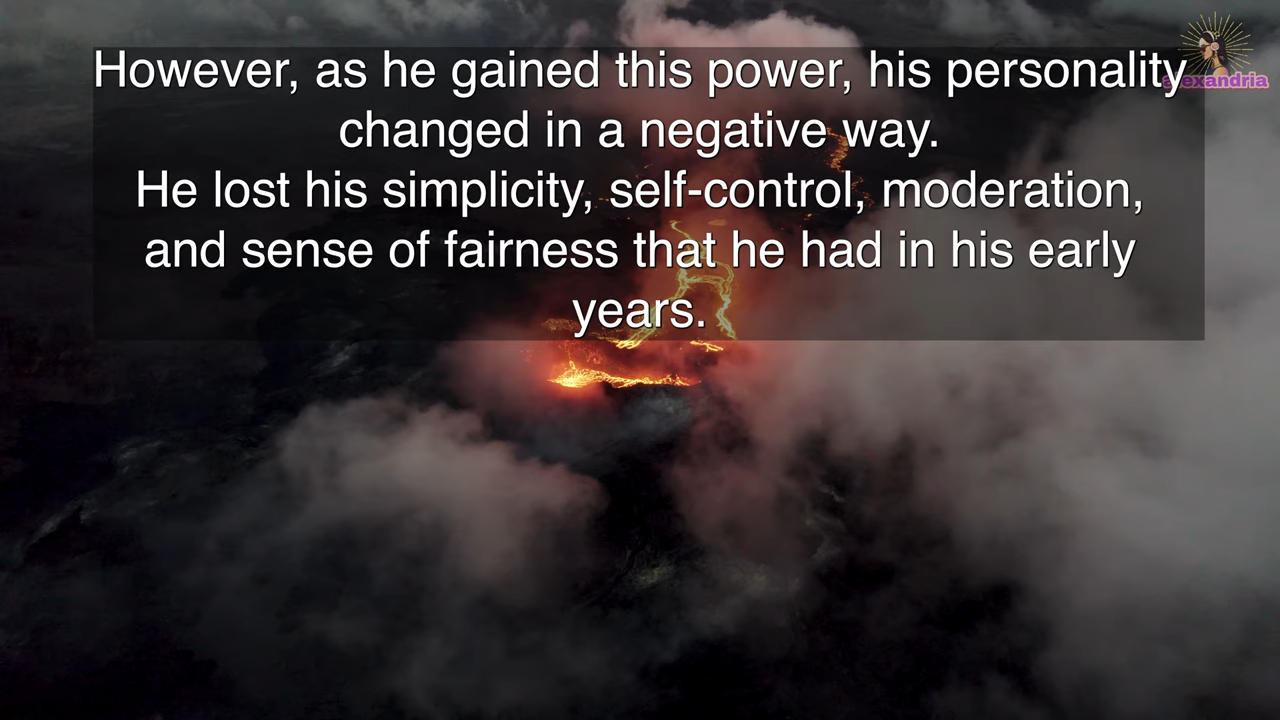 However, as he gained this power, his personality
changed in a negative way.
He lost his simplicity, self-control, moderation,
and sense of fairness that he had in his early
years.
alexandria